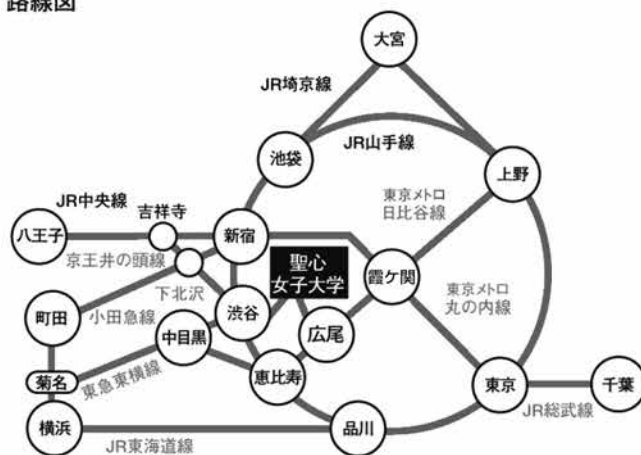 路線図
大宮
JR埼京線
池袋
JR山手線
上野
東京メトロ
日比谷線
JR中央線
吉祥寺
八王子
新宿
京王井の頭線
聖心
女子大学
霞ケ関
下北沢
東京メトロ
丸の内線
町田
小田急線
渋谷
広尾
中目黒
菊名
東急東横線
恵比寿
東京
千葉
JR総武線
横浜
品川
JR東海道線